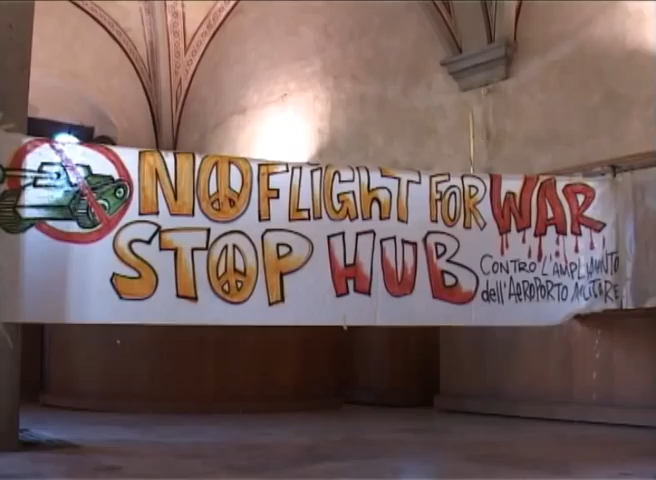 NO FLIGHT FOR WAR
STOP HUB
CONTRO L'AMPLIAMENTO
dell'AEROPORTO MILITARE